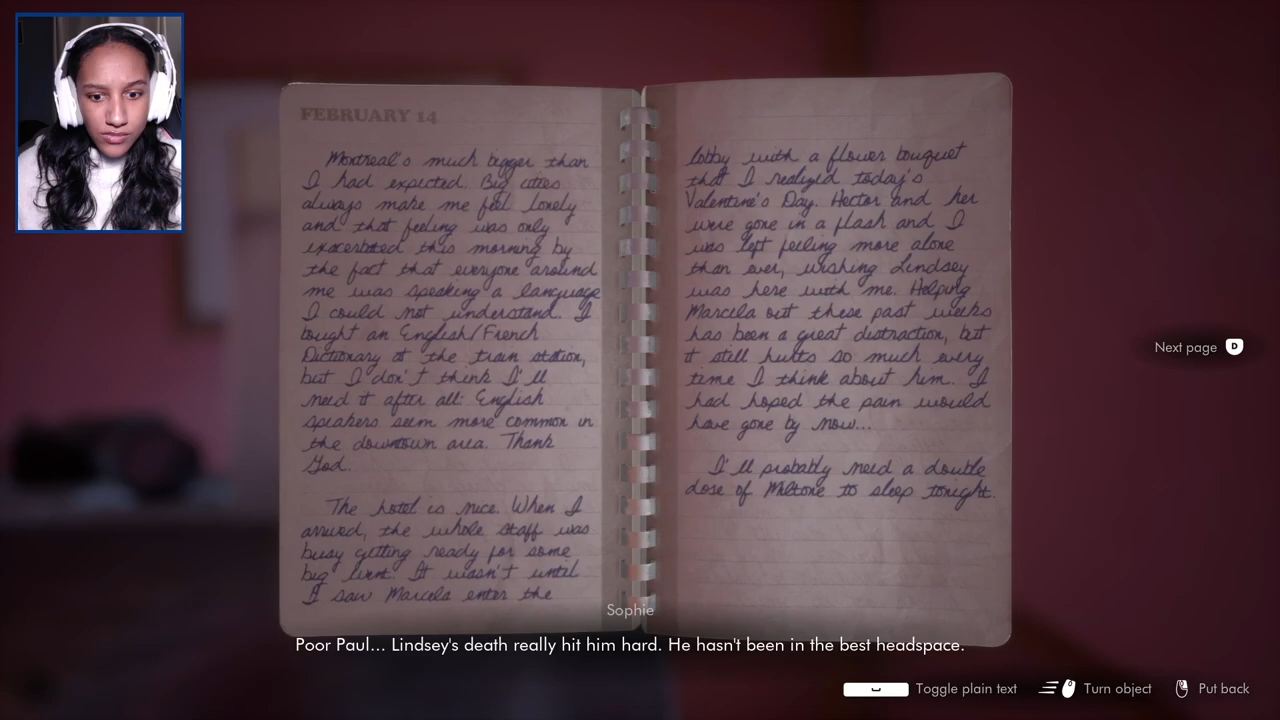 FEBRUARY 14
Montreal's much bigger than
I had expected. Big cities
always make me feel lonely
and that feeling was only
exacerbated this morning by
the fact that everyone around
me was speaking a language
I could not understand. I
bought an English/French
Dictionary at the train station,
but I don't think I'll
need it after all: English
speakers seem more common in
the downtown area. Thank
God.
The hotel is nice. When I
arrived, the whole staff was
busy getting ready for some
big event. It wasn't until
I saw Marcela enter the
lobby with a flower bouquet
that I realized today's
Valentine's Day. Hector and her
were gone in a flash and I
was left feeling more alone
than ever, wishing Lindsey
was here with me. Helping
Marcela out these past weeks
has been a great distraction, but
it still hurts so much every
time I think about him. I
had hoped the pain would
have gone by now...
I'll probably need a double
dose of Miltone to sleep tonight.
Next page D
Sophie
Poor Paul... Lindsey's death really hit him hard. He hasn't been in the best headspace.
Toggle plain text
Turn object
Put back